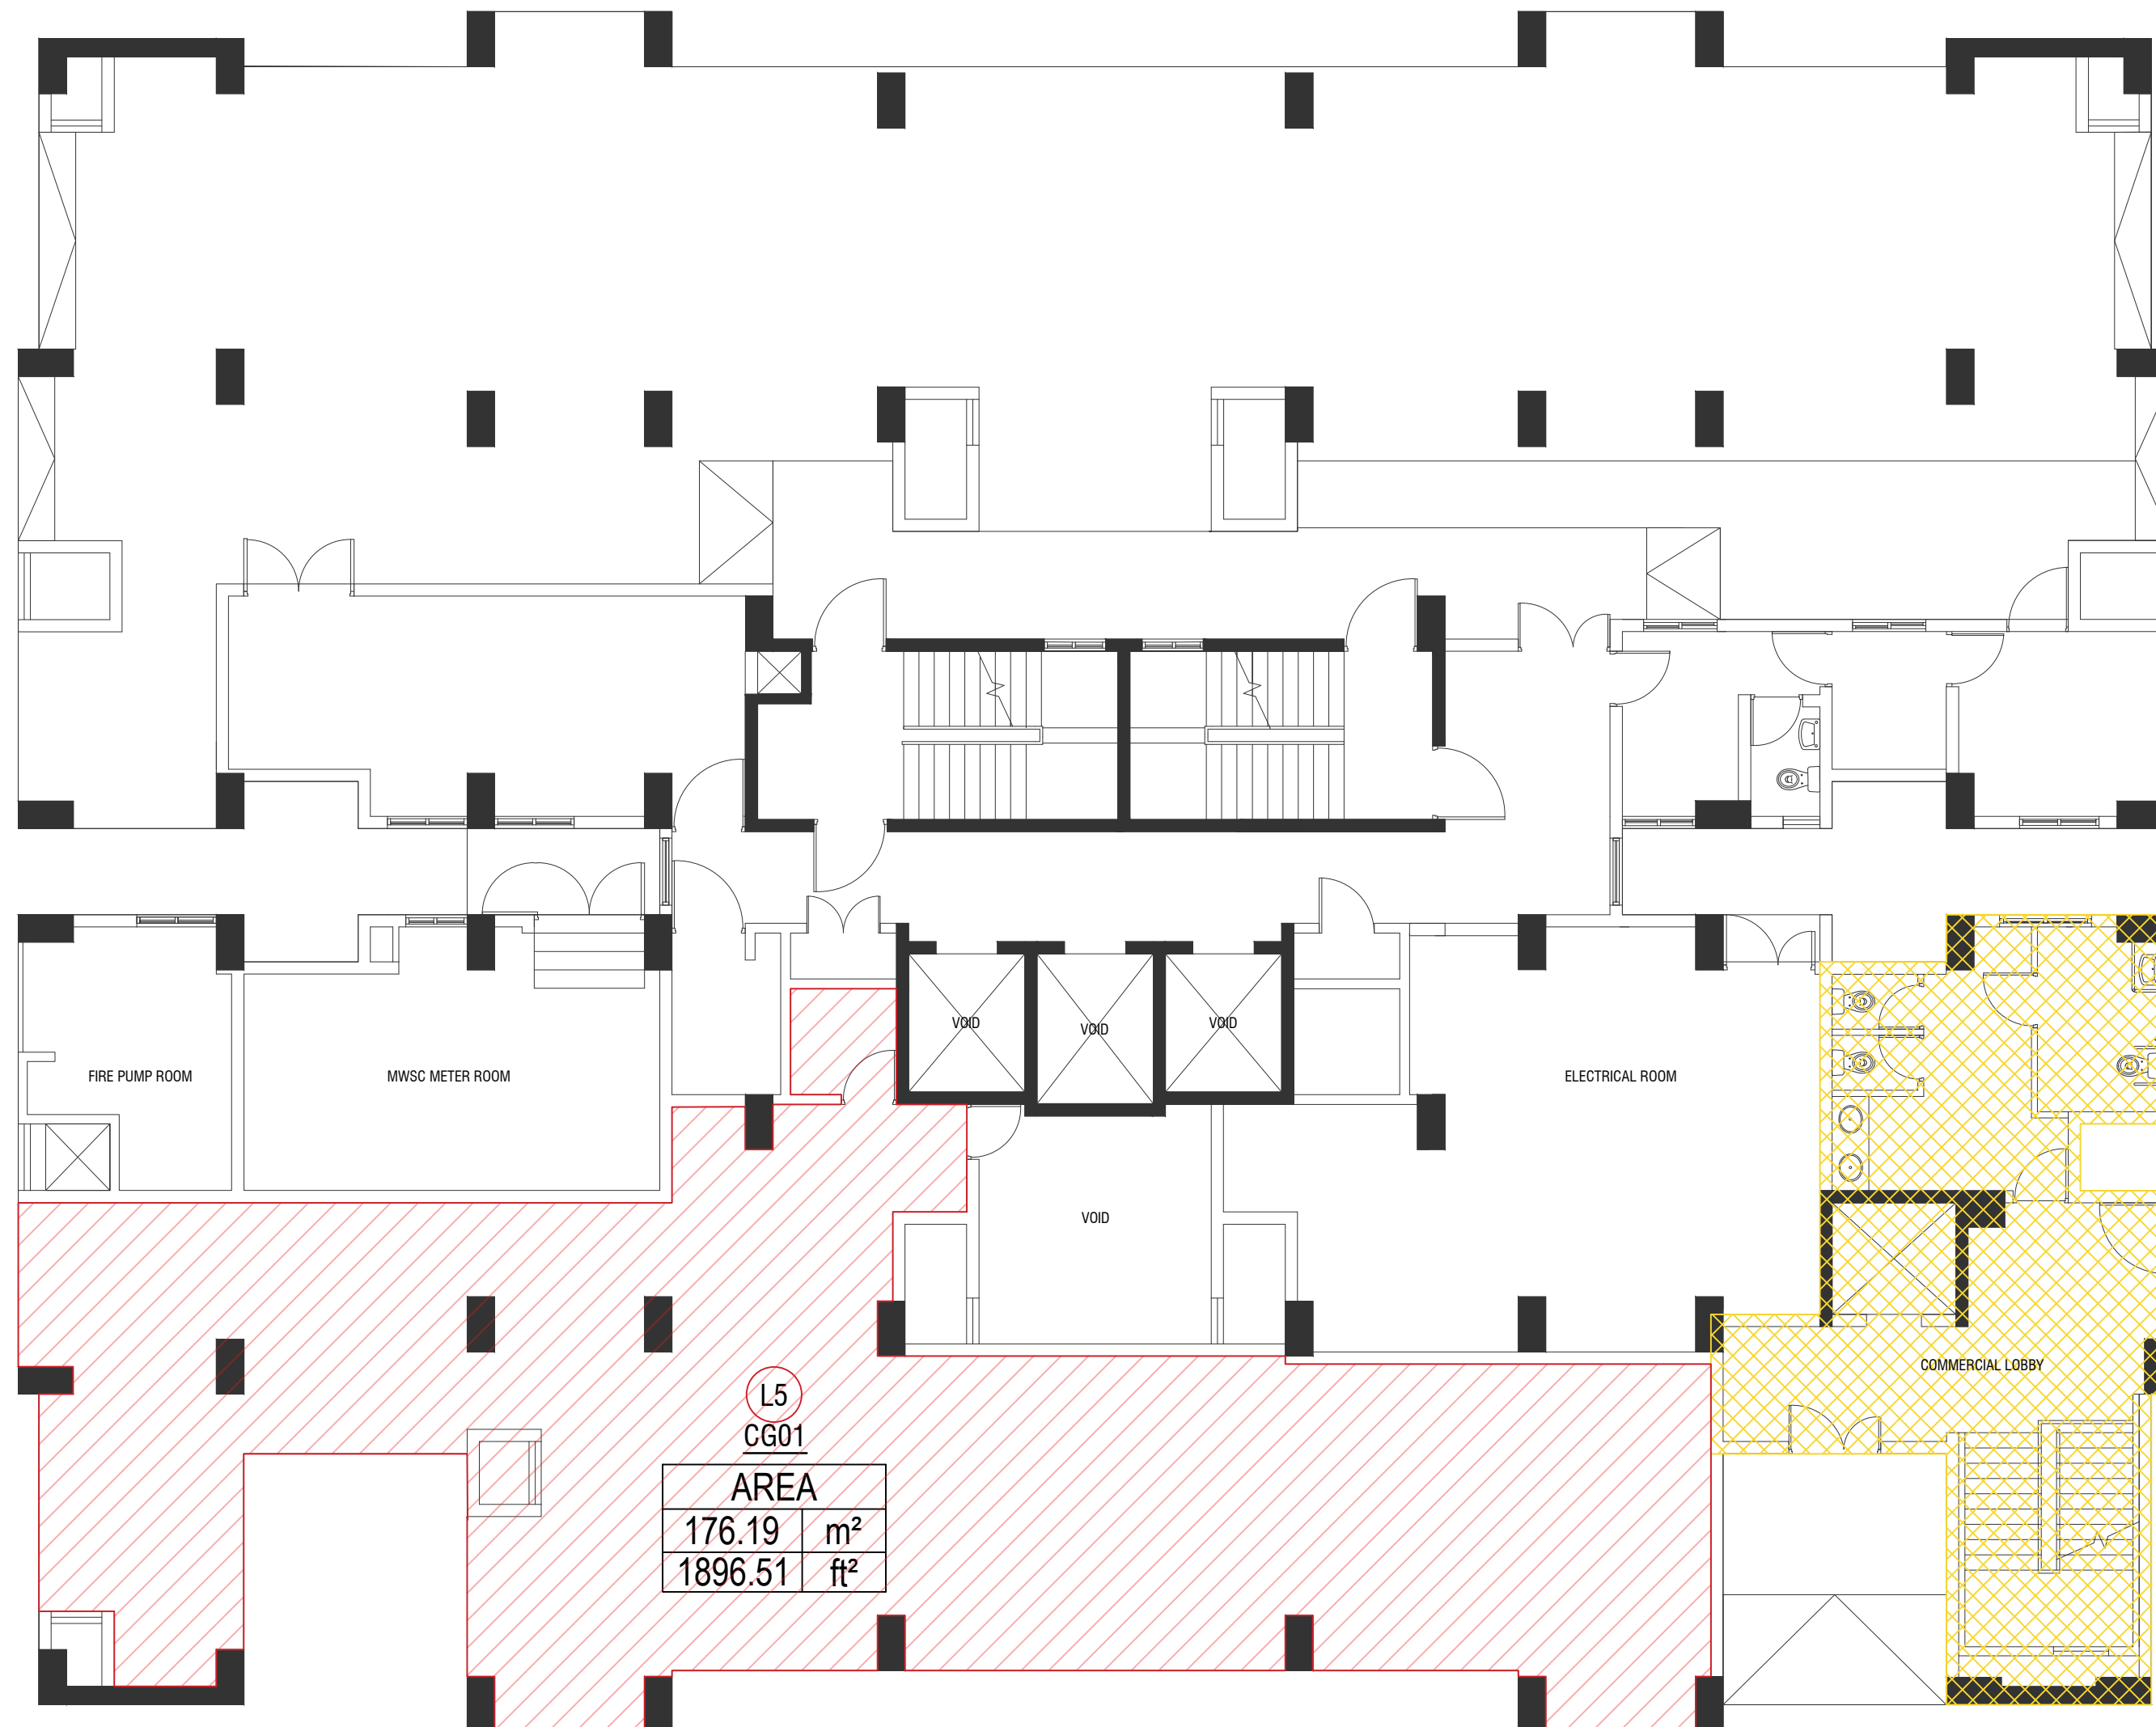 VOID
VOID
VOID
FIRE PUMP ROOM
MWSC METER ROOM
ELECTRICAL ROOM
VOID
COMMERCIAL LOBBY
L5
CG01
AREA
176.19 m²
1896.51 ft²